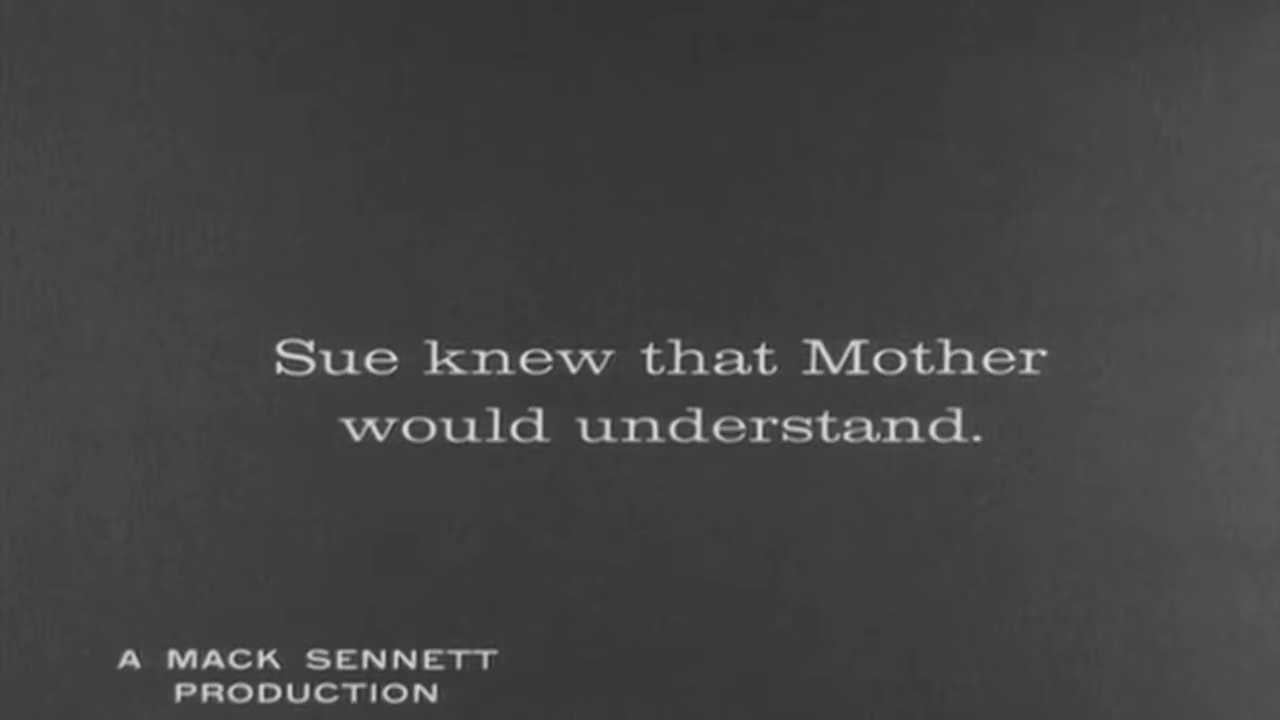 Sue knew that Mother
would understand.
A MACK SENNETT
PRODUCTION